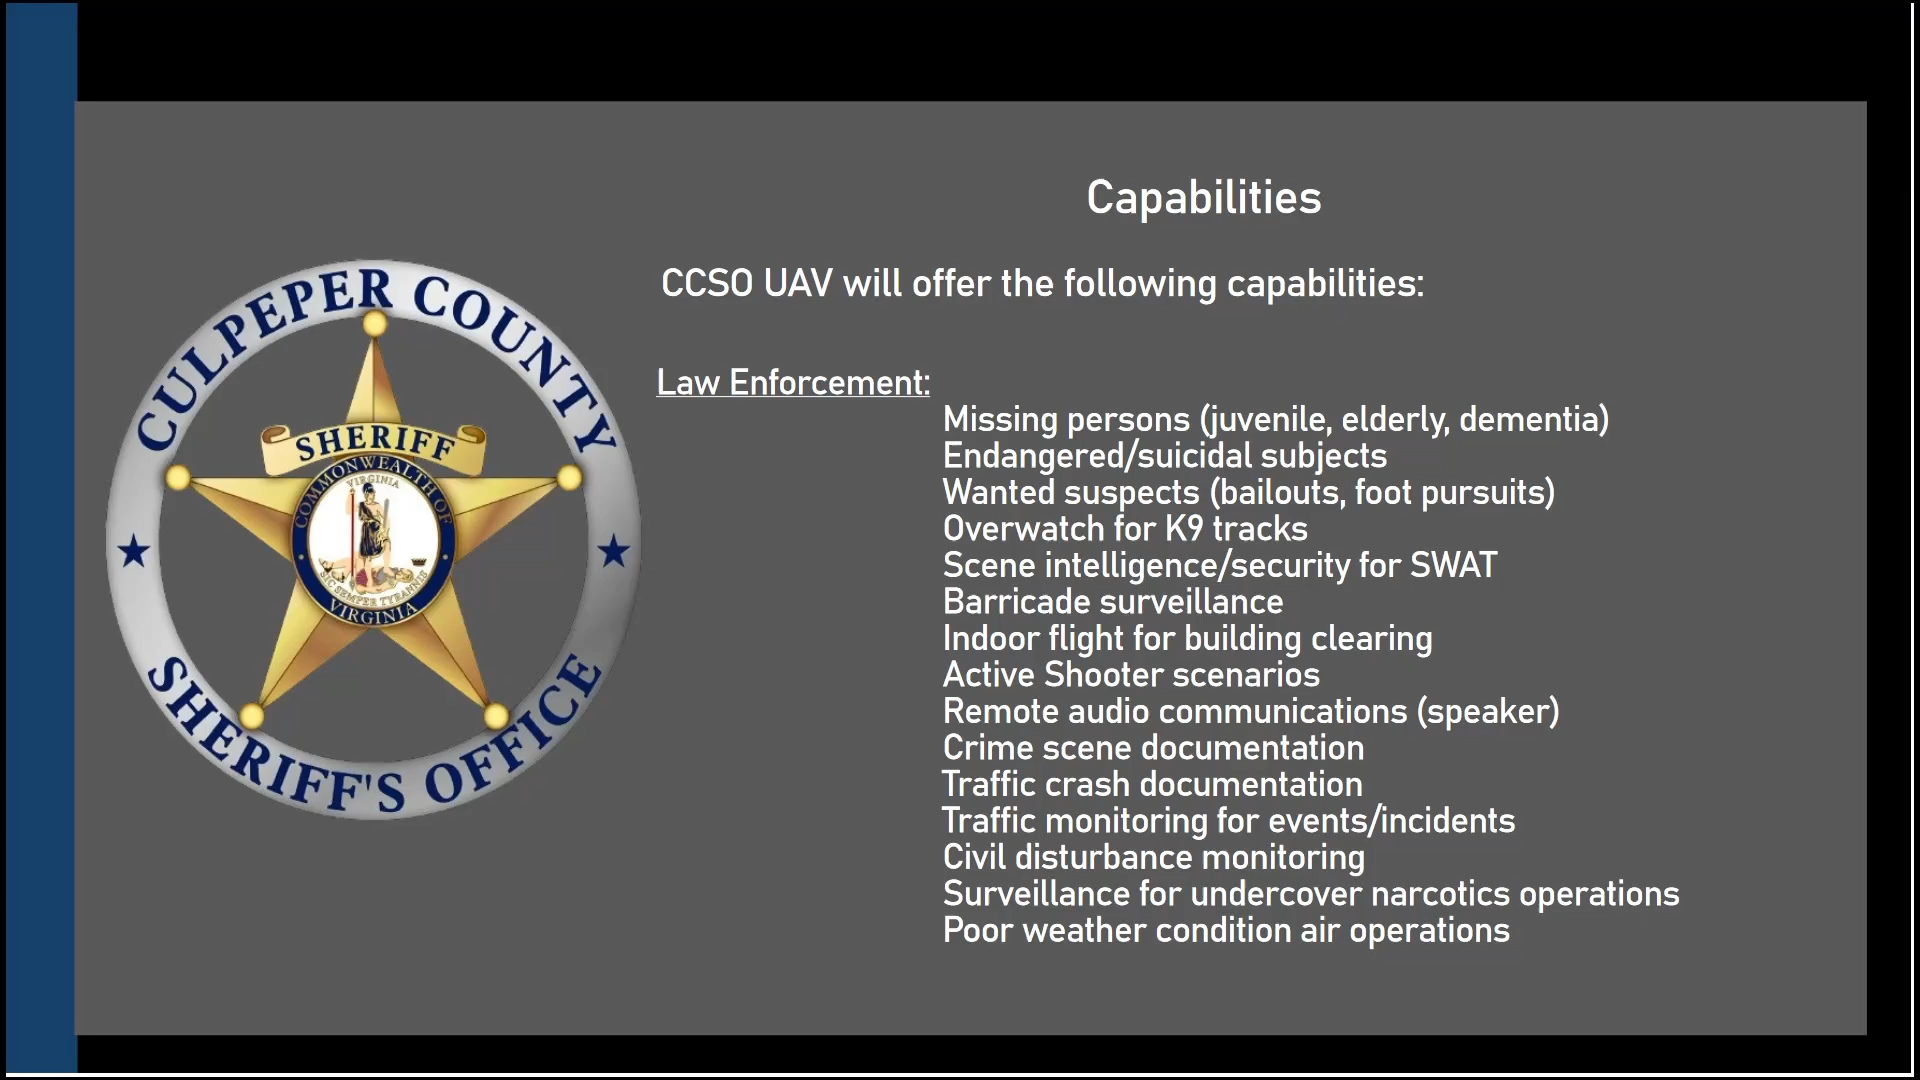 Capabilities
CCSO UAV will offer the following capabilities:
Law Enforcement:
Missing persons (juvenile, elderly, dementia)
Endangered/suicidal subjects
Wanted suspects (bailouts, foot pursuits)
Overwatch for K9 tracks
Scene intelligence/security for SWAT
Barricade surveillance
Indoor flight for building clearing
Active Shooter scenarios
Remote audio communications (speaker)
Crime scene documentation
Traffic crash documentation
Traffic monitoring for events/incidents
Civil disturbance monitoring
Surveillance for undercover narcotics operations
Poor weather condition air operations
CULPEPER COUNTY
SHERIFF
COMMONWEALTH OF
VIRGINIA
SIC SEMPER TYRANNIS
VIRGINIA
SHERIFF'S OFFICE